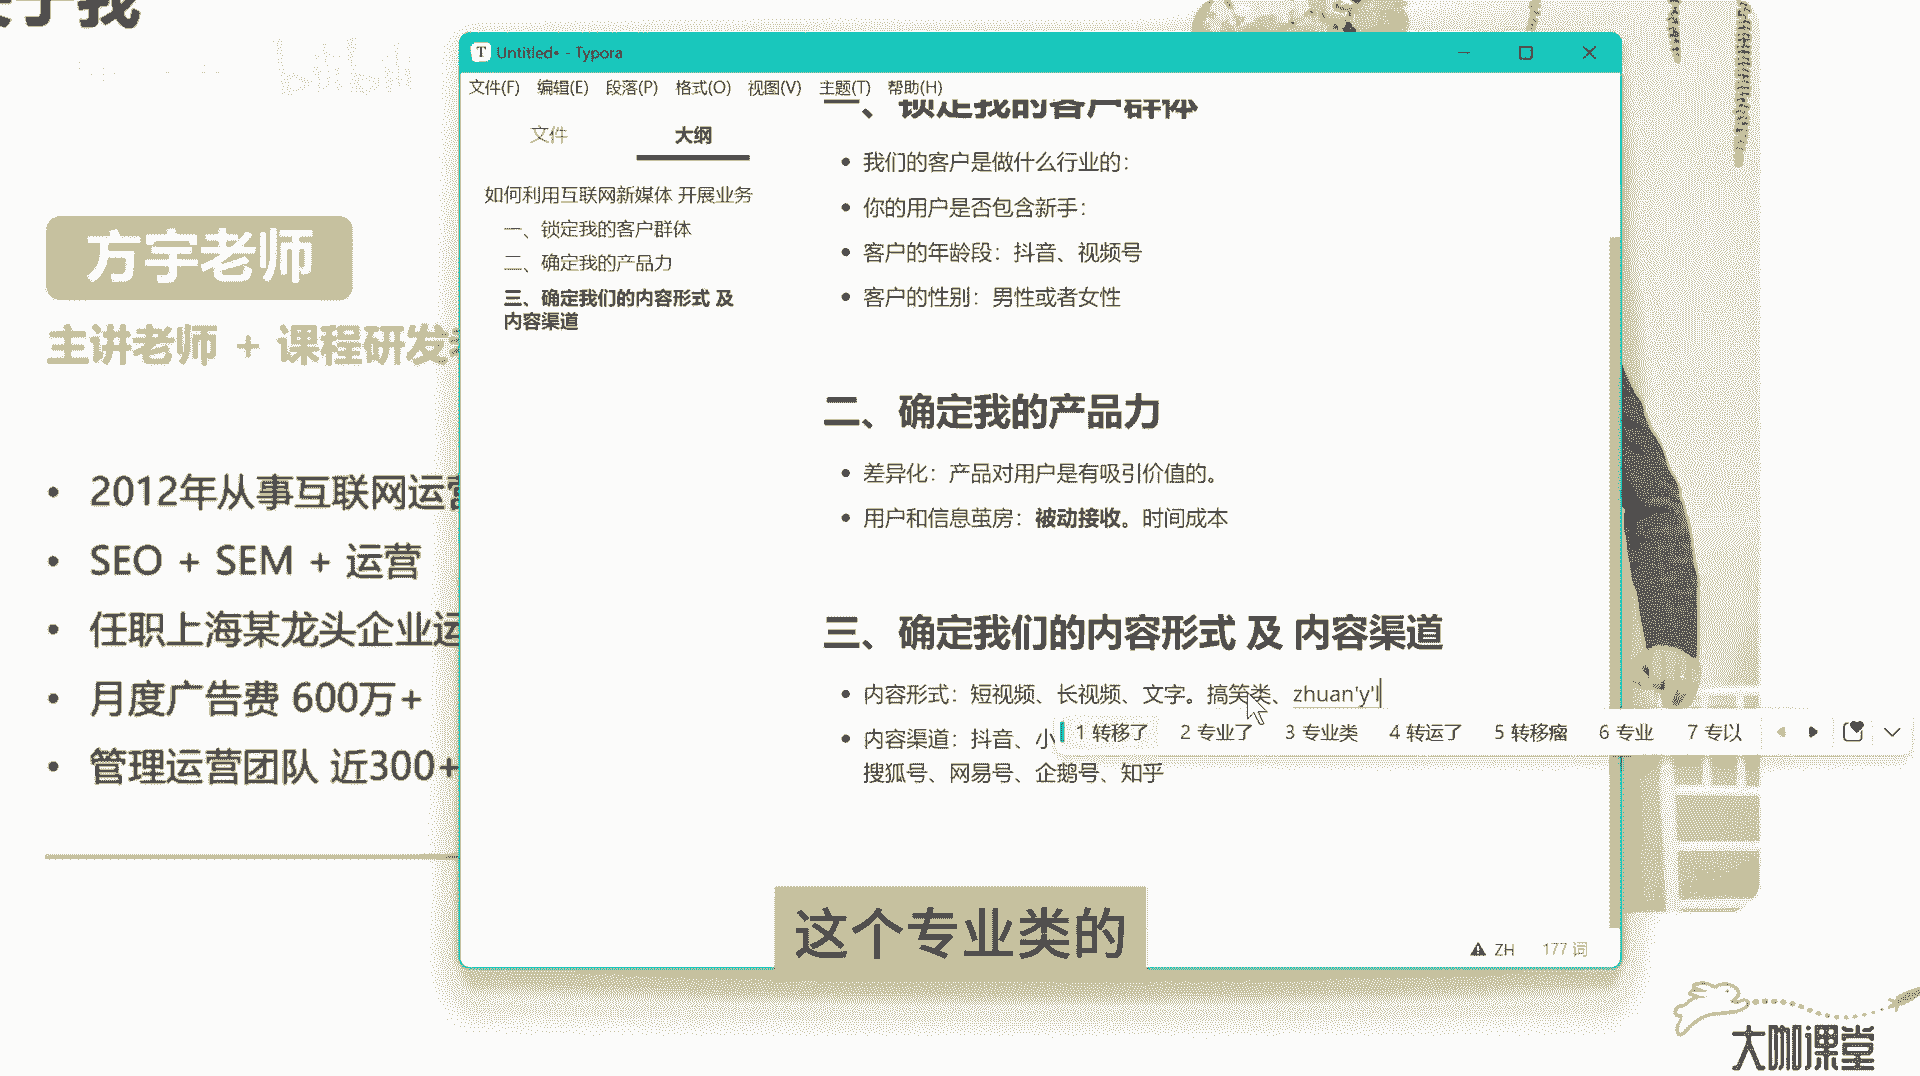 于我
bilibili
方宇老师
主讲老师 + 课程研发
2012年从事互联网运营
SEO + SEM + 运营
任职上海某龙头企业运
月度广告费 600万+
管理运营团队 近300+
Untitled• - Typora
文件(F) 编辑(E) 段落(P) 格式(O) 视图(V) 主题(T) 帮助(H)
文件 大纲
如何利用互联网新媒体 开展业务
一、锁定我的客户群体
二、确定我的产品力
三、确定我们的内容形式 及
内容渠道
一、锁定我的客户群体
我们的客户是做什么行业的：
你的用户是否包含新手：
客户的年龄段：抖音、视频号
客户的性别：男性或者女性
二、确定我的产品力
差异化：产品对用户是有吸引价值的。
用户和信息茧房：被动接收。时间成本
三、确定我们的内容形式 及 内容渠道
内容形式：短视频、长视频、文字。搞笑类、zhuan'y'l
1 转移了 2 专业了 3 专业类 4 转运了 5 转移瘤 6 专业 7 专以
内容渠道：抖音、小
搜狐号、网易号、企鹅号、知乎
这个专业类的
ZH 177 词
大咖课堂